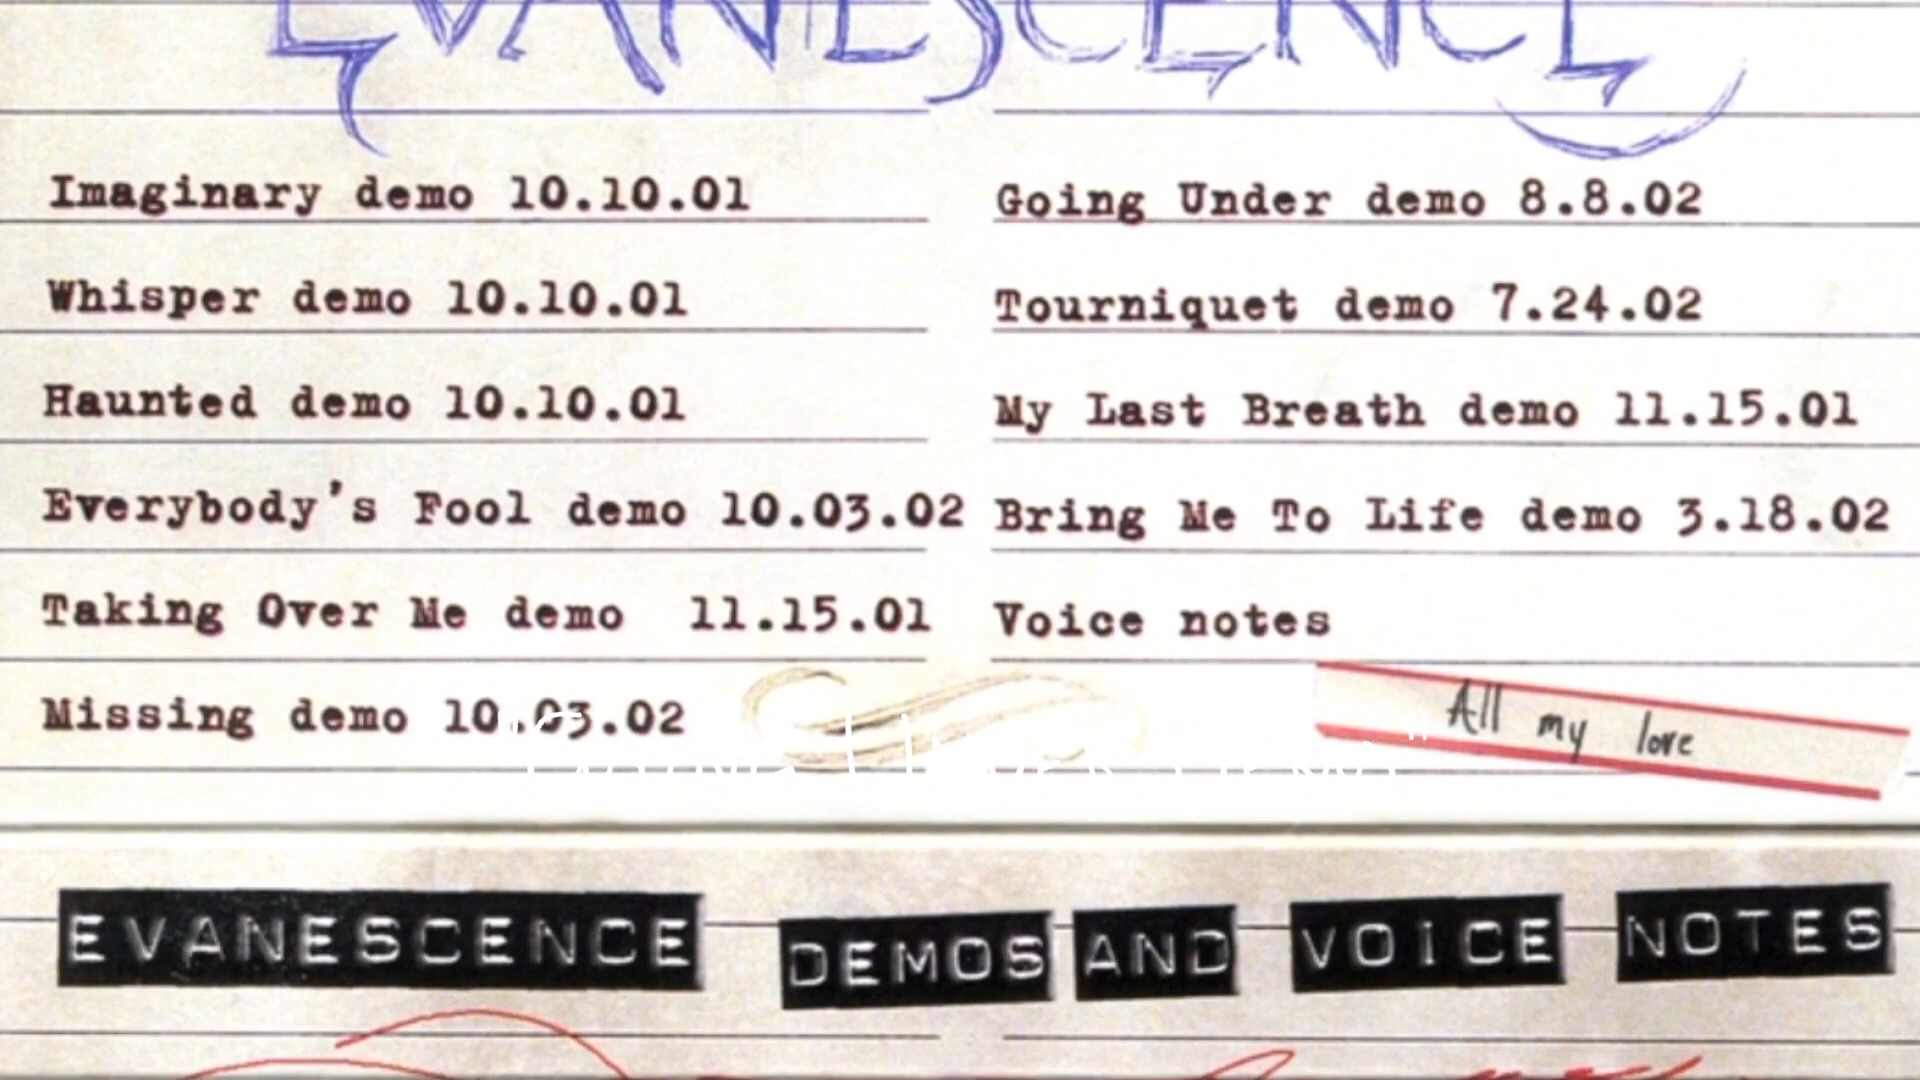 EVANESCENCE
Imaginary demo 10.10.01
Whisper demo 10.10.01
Haunted demo 10.10.01
Everybody's Fool demo 10.03.02
Taking Over Me demo 11.15.01
Missing demo 10.03.02
Going Under demo 8.8.02
Tourniquet demo 7.24.02
My Last Breath demo 11.15.01
Bring Me To Life demo 3.18.02
Voice notes
All my love
"Going Under Demo"
EVANESCENCE DEMOS AND VOICE NOTES